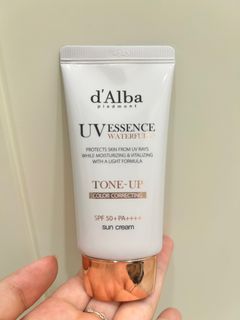 d'Alba
piedmont
UV ESSENCE
WATERFULL
PROTECTS SKIN FROM UV RAYS
WHILE MOISTURIZING & VITALIZING
WITH A LIGHT FORMULA
TONE-UP
COLOR CORRECTING
SPF 50+ PA++++
sun cream